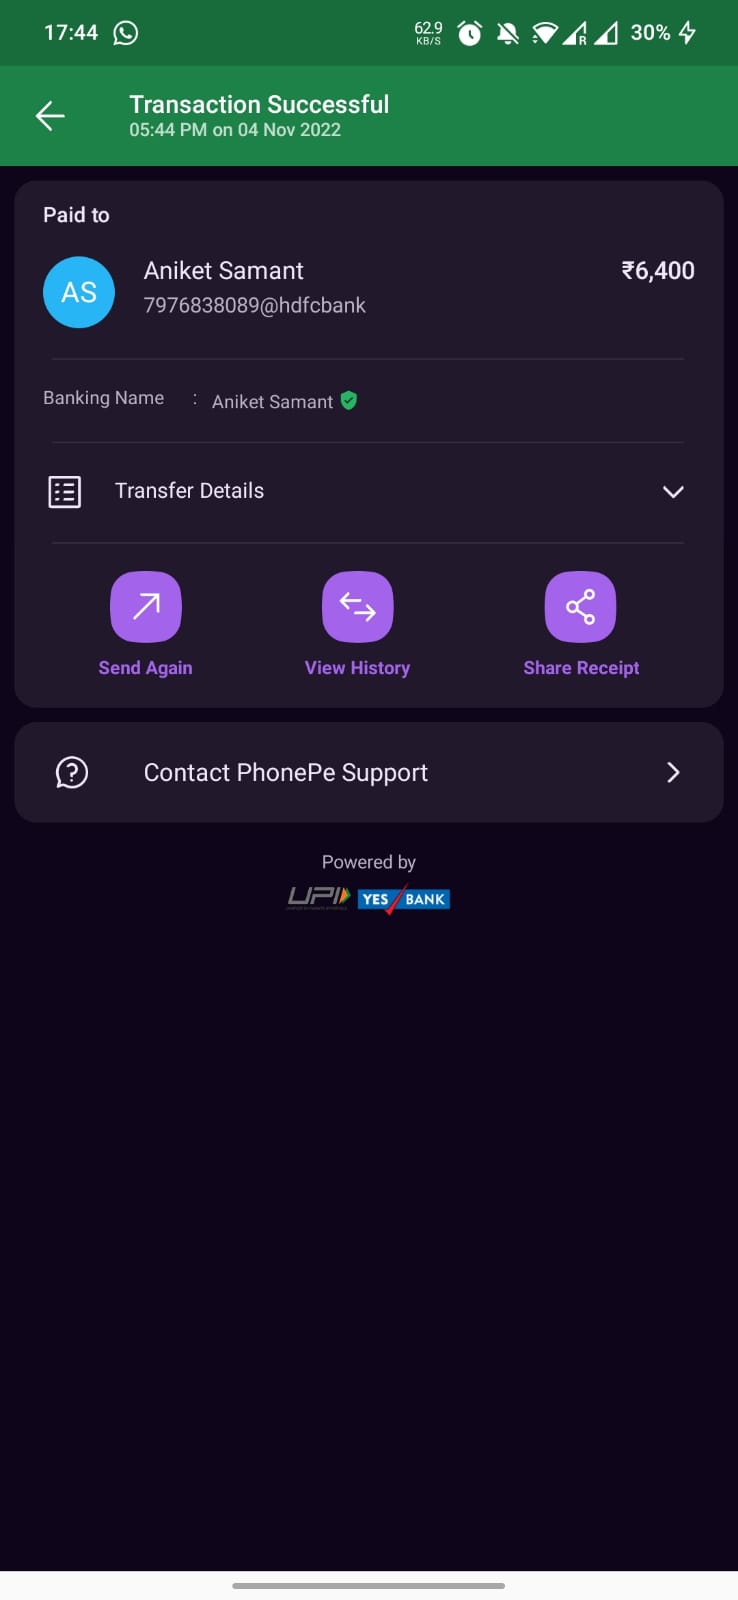 17:44 62.9 KB/S R 30%
Transaction Successful
05:44 PM on 04 Nov 2022
Paid to
AS Aniket Samant ₹6,400
7976838089@hdfcbank
Banking Name : Aniket Samant
Transfer Details
Send Again View History Share Receipt
Contact PhonePe Support
Powered by
UPI YES BANK